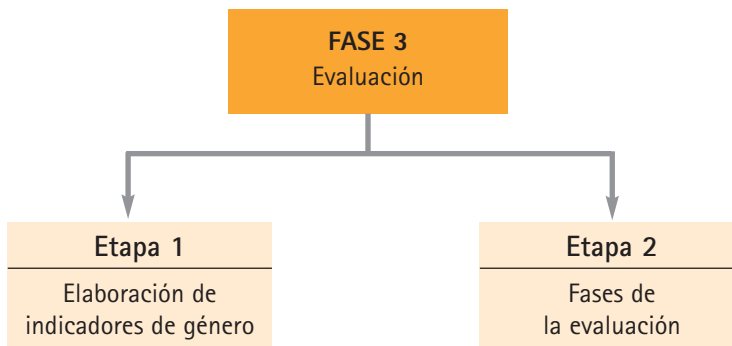 FASE 3
Evaluación
Etapa 1
Elaboración de
indicadores de género
Etapa 2
Fases de
la evaluación